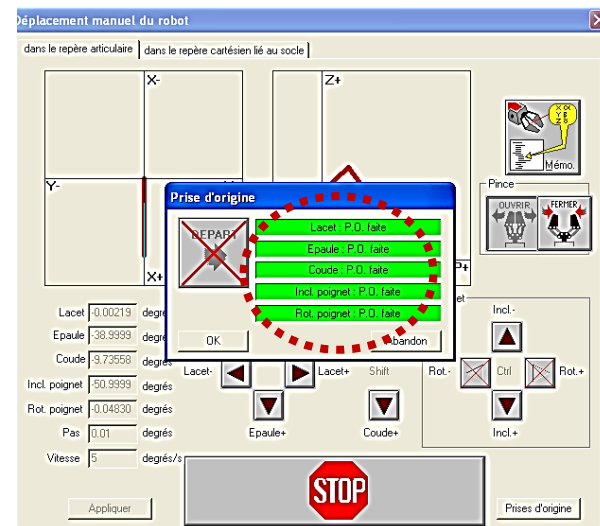 Déplacement manuel du robot
dans le repère articulaire dans le repère cartésien lié au socle
X- Z+
XYZ
Mémo.
Y-
Pince
OUVRIR FERMER
Prise d'origine
DEPART
Lacet : P.O. faite
Epaule : P.O. faite
Coude : P.O. faite
Incl. poignet : P.O. faite
Rot. poignet : P.O. faite
OK Abandon
X+ P+
Lacet -0.00219
Epaule -38.9999
Coude -9.73558 degrés
Incl. poignet -50.9999 degrés
Rot. poignet -0.04830 degrés
Pas 0.01 degrés
Vitesse 5 degrés/s
Lacet- Lacet+ Shift
Epaule+ Coude+
Incl.-
Rot.- Ctrl Rot.+
Incl.+
STOP
Appliquer Prises d'origine